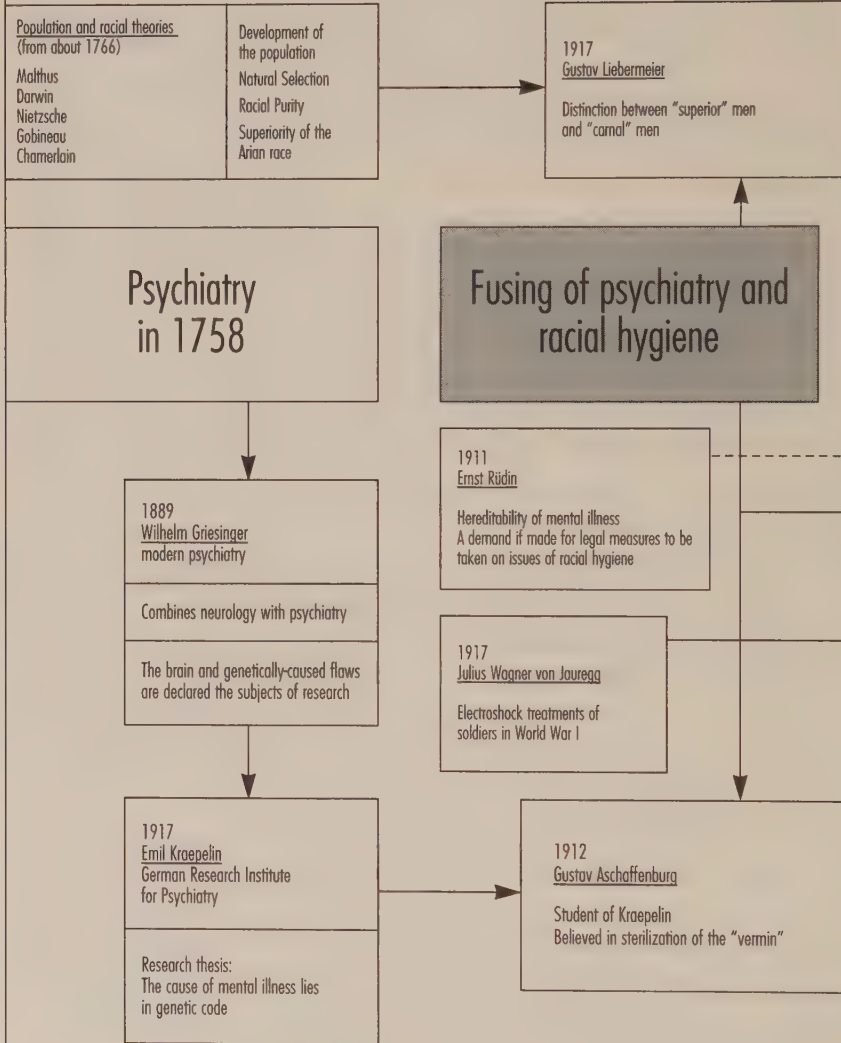 Population and racial theories
(from about 1766)
Malthus
Darwin
Nietzsche
Gobineau
Chamerlain
Development of
the population
Natural Selection
Racial Purity
Superiority of the
Arian race
1917
Gustav Liebermeier
Distinction between "superior" men
and "carnal" men
Psychiatry
in 1758
Fusing of psychiatry and
racial hygiene
1889
Wilhelm Griesinger
modern psychiatry
Combines neurology with psychiatry
The brain and genetically-caused flaws
are declared the subjects of research
1911
Ernst Rüdin
Hereditability of mental illness
A demand if made for legal measures to be
taken on issues of racial hygiene
1917
Julius Wagner von Jauregg
Electroshock treatments of
soldiers in World War I
1917
Emil Kraepelin
German Research Institute
for Psychiatry
Research thesis:
The cause of mental illness lies
in genetic code
1912
Gustav Aschaffenburg
Student of Kraepelin
Believed in sterilization of the "vermin"